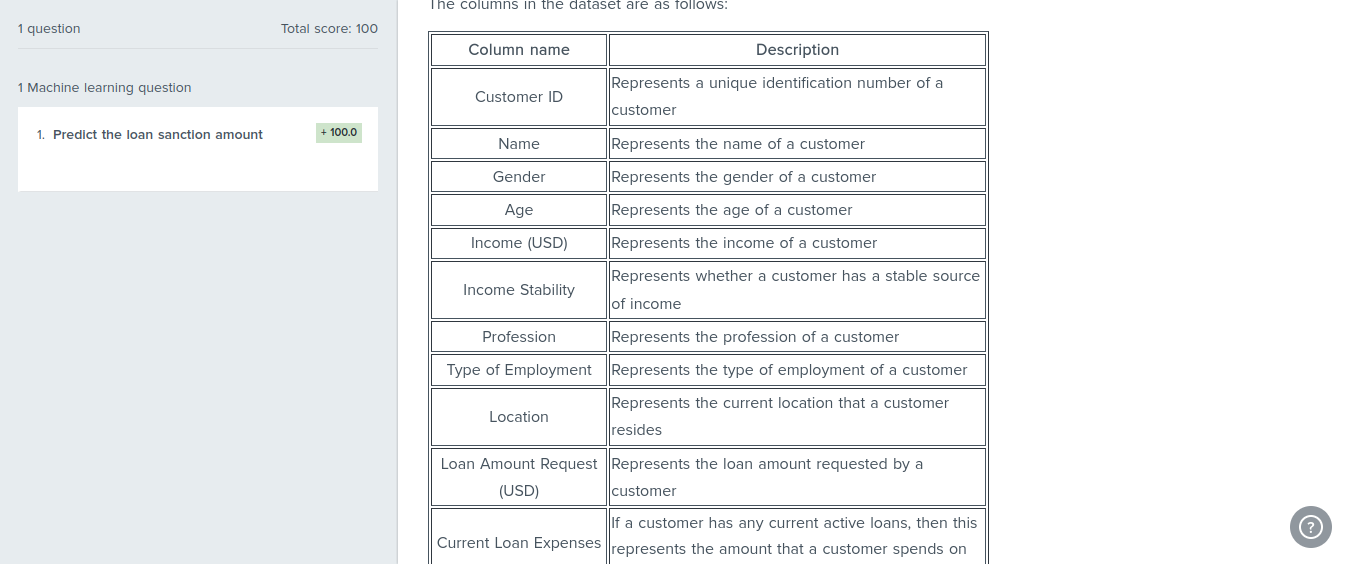 1 question
Total score: 100
1 Machine learning question
1. Predict the loan sanction amount
+ 100.0
The columns in the dataset are as follows:
Column name
Description
Customer ID
Represents a unique identification number of a
customer
Name
Represents the name of a customer
Gender
Represents the gender of a customer
Age
Represents the age of a customer
Income (USD)
Represents the income of a customer
Income Stability
Represents whether a customer has a stable source
of income
Profession
Represents the profession of a customer
Type of Employment
Represents the type of employment of a customer
Location
Represents the current location that a customer
resides
Loan Amount Request
(USD)
Represents the loan amount requested by a
customer
Current Loan Expenses
If a customer has any current active loans, then this
represents the amount that a customer spends on
?